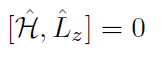 [Ĥ, L̂_z] = 0